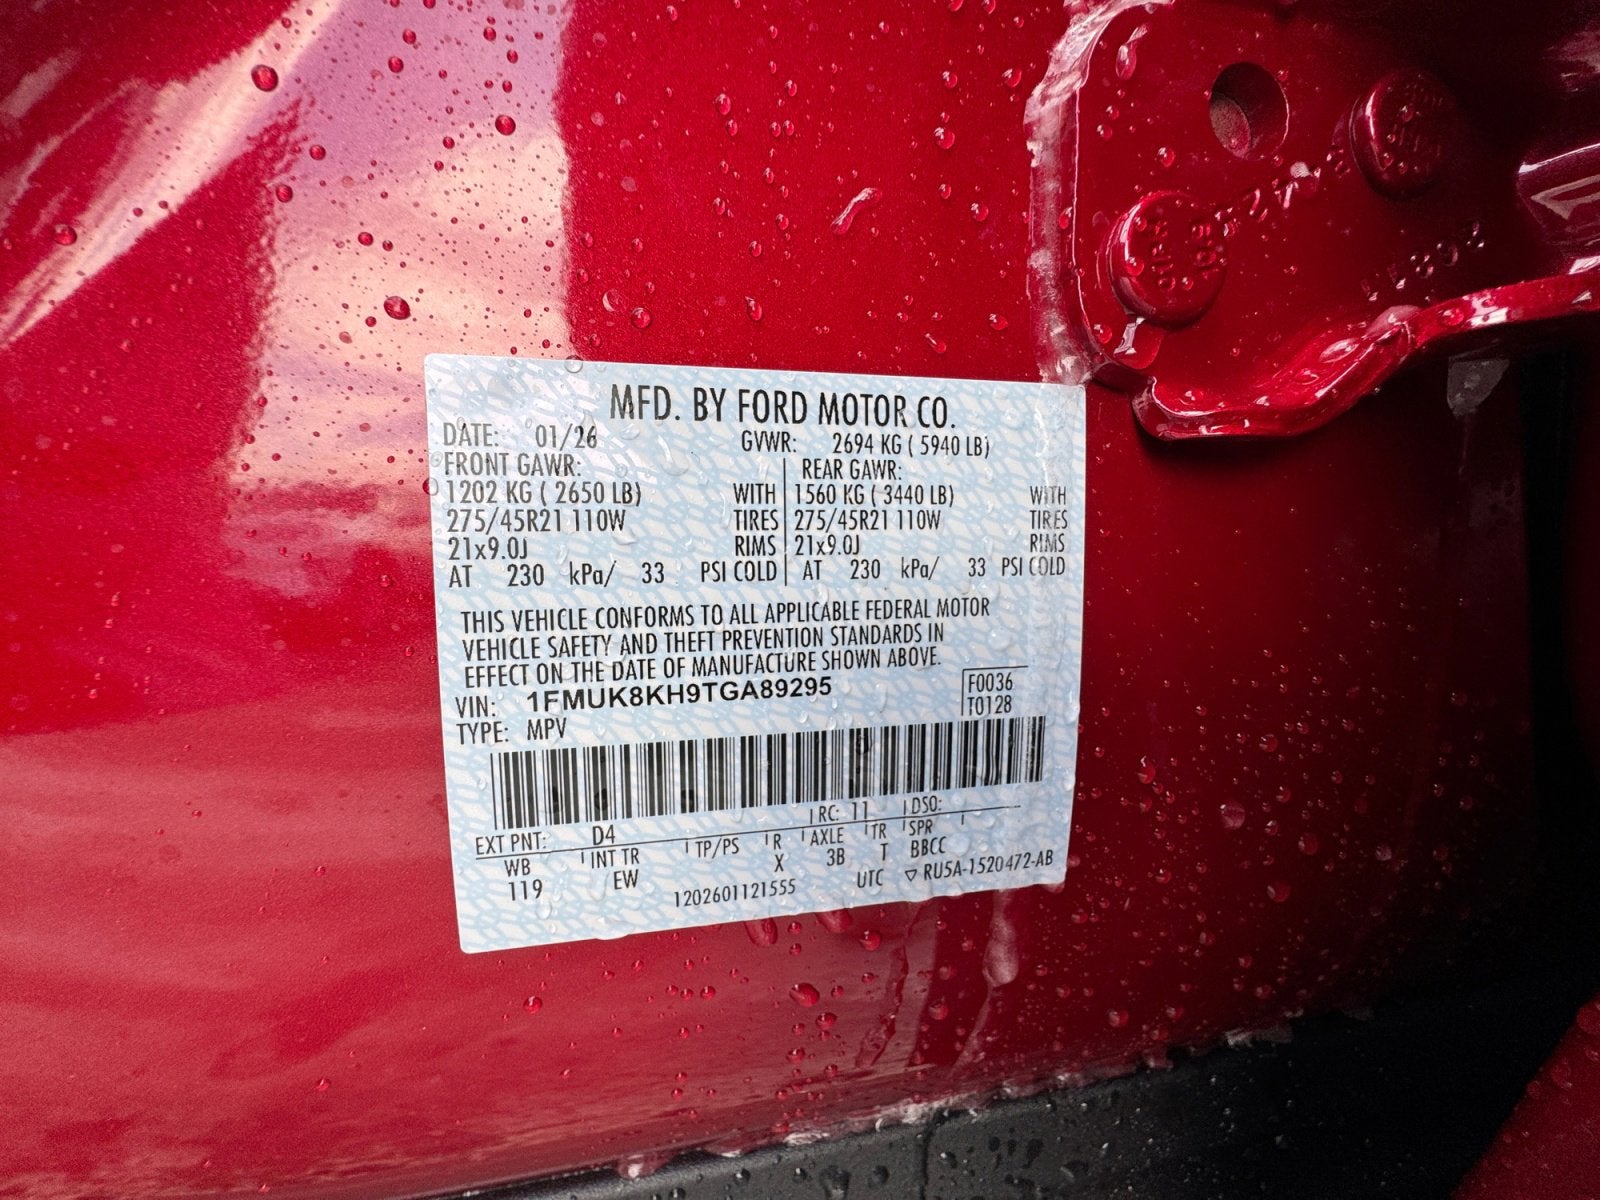 MFD. BY FORD MOTOR CO.
DATE: 01/26 GVWR: 2694 KG ( 5940 LB)
FRONT GAWR: REAR GAWR:
1202 KG ( 2650 LB) WITH 1560 KG ( 3440 LB) WITH
275/45R21 110W TIRES 275/45R21 110W TIRES
21x9.0J RIMS 21x9.0J RIMS
AT 230 kPa/ 33 PSI COLD AT 230 kPa/ 33 PSI COLD
THIS VEHICLE CONFORMS TO ALL APPLICABLE FEDERAL MOTOR
VEHICLE SAFETY AND THEFT PREVENTION STANDARDS IN
EFFECT ON THE DATE OF MANUFACTURE SHOWN ABOVE.
VIN: 1FMUK8KH9TGA89295 F0036
TYPE: MPV T0128
EXT PNT: D4 RC: 11 DSO:
WB INT TR TP/PS R AXLE TR SPR
119 EW X 3B T BBCC
1202601121555 UTC ▽ RU5A-1520472-AB